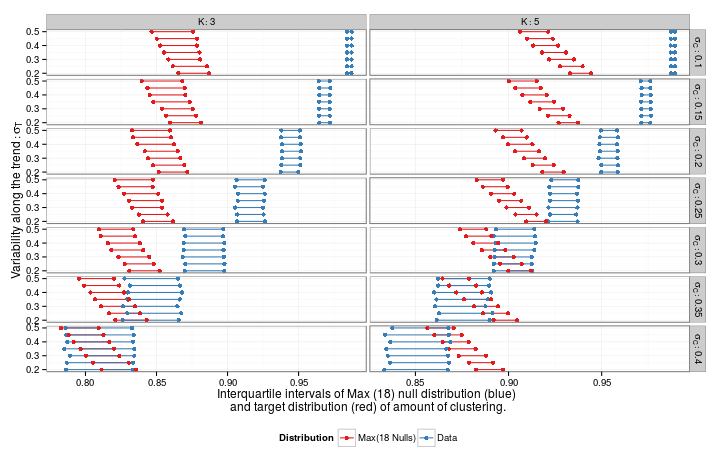 K: 3
K: 5
Variability along the trend : σT
0.5
0.4
0.3
0.2
σC : 0.1
0.5
0.4
0.3
0.2
σC : 0.15
0.5
0.4
0.3
0.2
σC : 0.2
0.5
0.4
0.3
0.2
σC : 0.25
0.5
0.4
0.3
0.2
σC : 0.3
0.5
0.4
0.3
0.2
σC : 0.35
0.5
0.4
0.3
0.2
σC : 0.4
0.80 0.85 0.90 0.95
0.85 0.90 0.95
Interquartile intervals of Max (18) null distribution (blue)
and target distribution (red) of amount of clustering.
Distribution Max(18 Nulls) Data